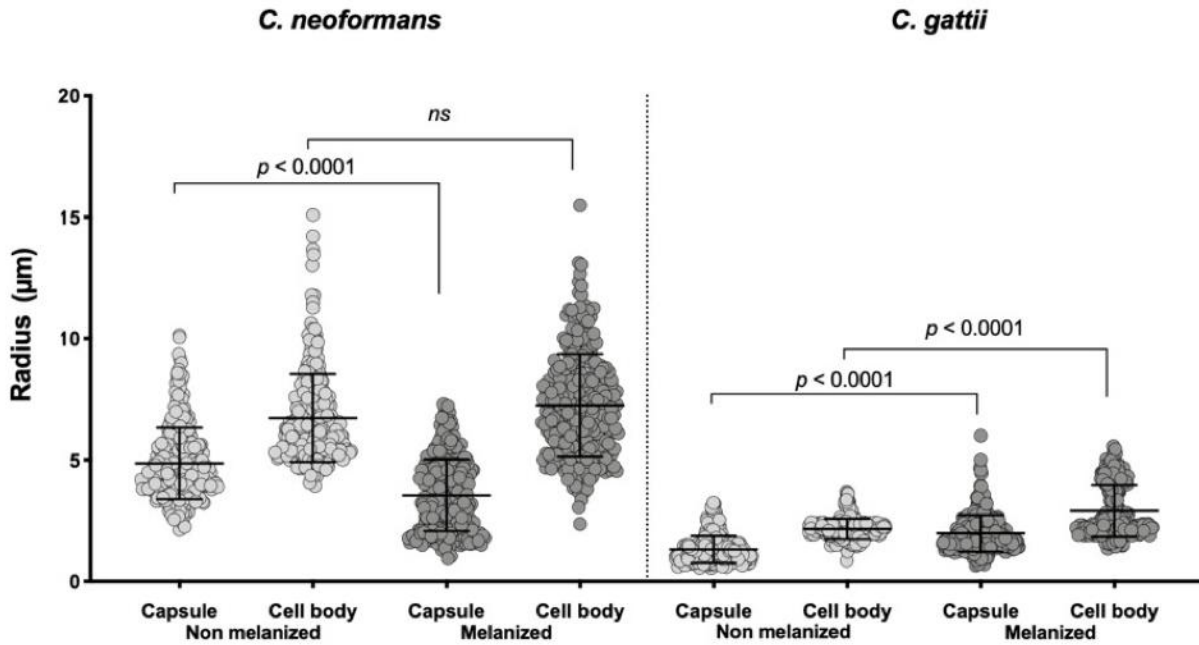 C. neoformans C. gattii
20
ns
p < 0.0001
15
Radius (µm)
10
p < 0.0001
p < 0.0001
5
0
Capsule Cell body Capsule Cell body Capsule Cell body Capsule Cell body
Non melanized Melanized Non melanized Melanized